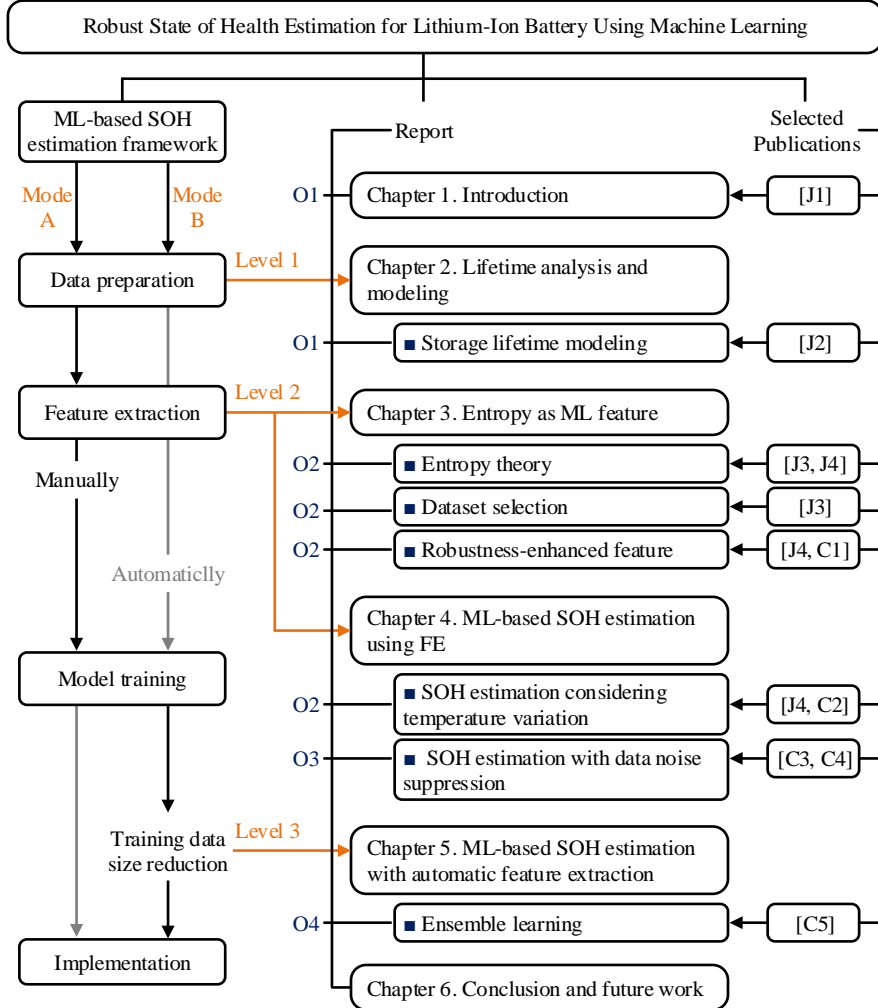 Robust State of Health Estimation for Lithium-Ion Battery Using Machine Learning
ML-based SOH
estimation framework
Mode
A
Mode
B
Data preparation
Feature extraction
Manually
Automaticlly
Model training
Training data
size reduction
Implementation
Level 1
Level 2
Level 3
Report
Selected
Publications
O1
Chapter 1. Introduction
[J1]
Chapter 2. Lifetime analysis and
modeling
O1
■ Storage lifetime modeling
[J2]
Chapter 3. Entropy as ML feature
O2
■ Entropy theory
[J3, J4]
O2
■ Dataset selection
[J3]
O2
■ Robustness-enhanced feature
[J4, C1]
Chapter 4. ML-based SOH estimation
using FE
O2
■ SOH estimation considering
temperature variation
[J4, C2]
O3
■ SOH estimation with data noise
suppression
[C3, C4]
Chapter 5. ML-based SOH estimation
with automatic feature extraction
O4
■ Ensemble learning
[C5]
Chapter 6. Conclusion and future work